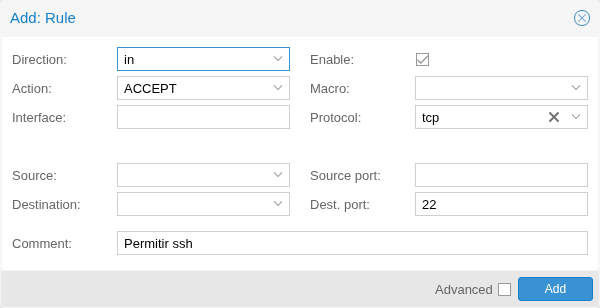 Add: Rule
Direction: in Enable:
Action: ACCEPT Macro:
Interface: Protocol: tcp
Source: Source port:
Destination: Dest. port: 22
Comment: Permitir ssh
Advanced Add